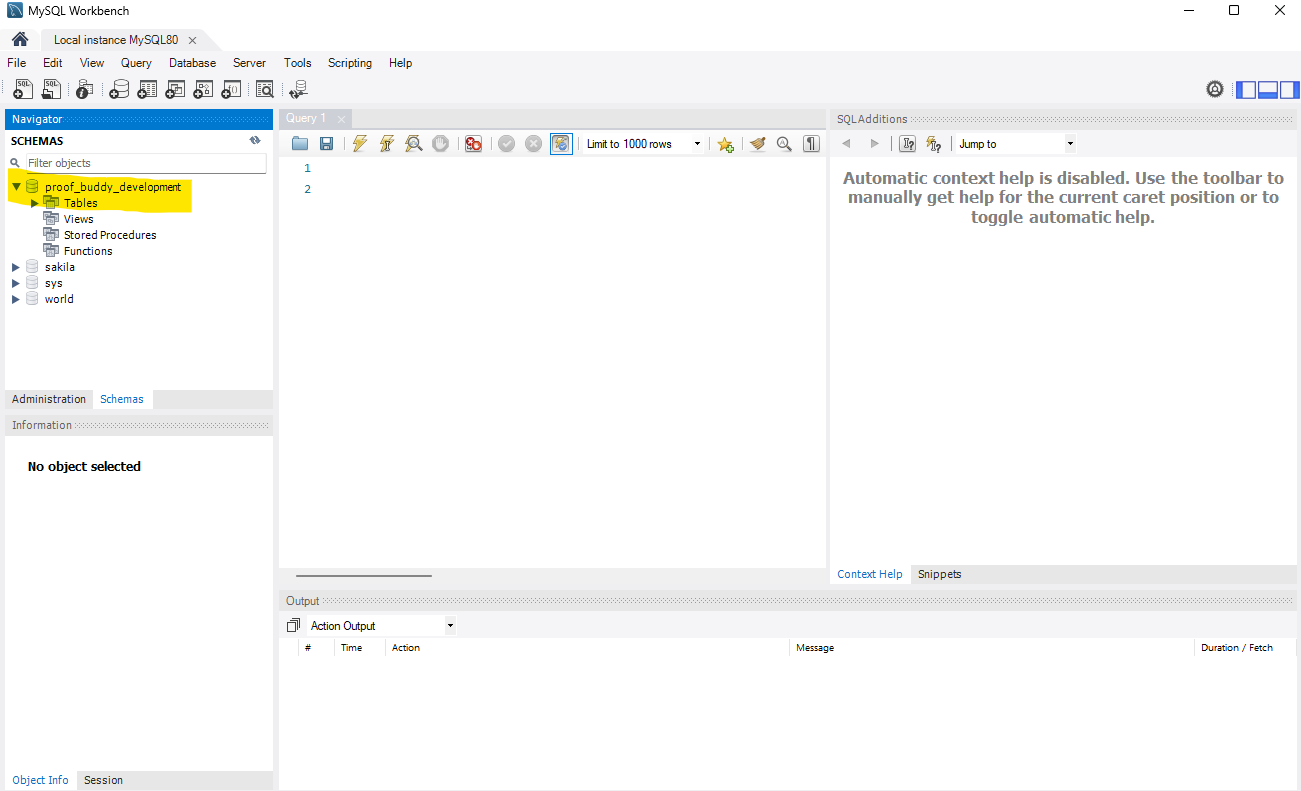 MySQL Workbench
Local instance MySQL80
File Edit View Query Database Server Tools Scripting Help
Navigator
SCHEMAS
Filter objects
proof_buddy_development
Tables
Views
Stored Procedures
Functions
sakila
sys
world
Administration Schemas
Information
No object selected
Object Info Session
Query 1
Limit to 1000 rows
1
2
SQLAdditions
Jump to
Automatic context help is disabled. Use the toolbar to
manually get help for the current caret position or to
toggle automatic help.
Context Help Snippets
Output
Action Output
# Time Action Message Duration / Fetch